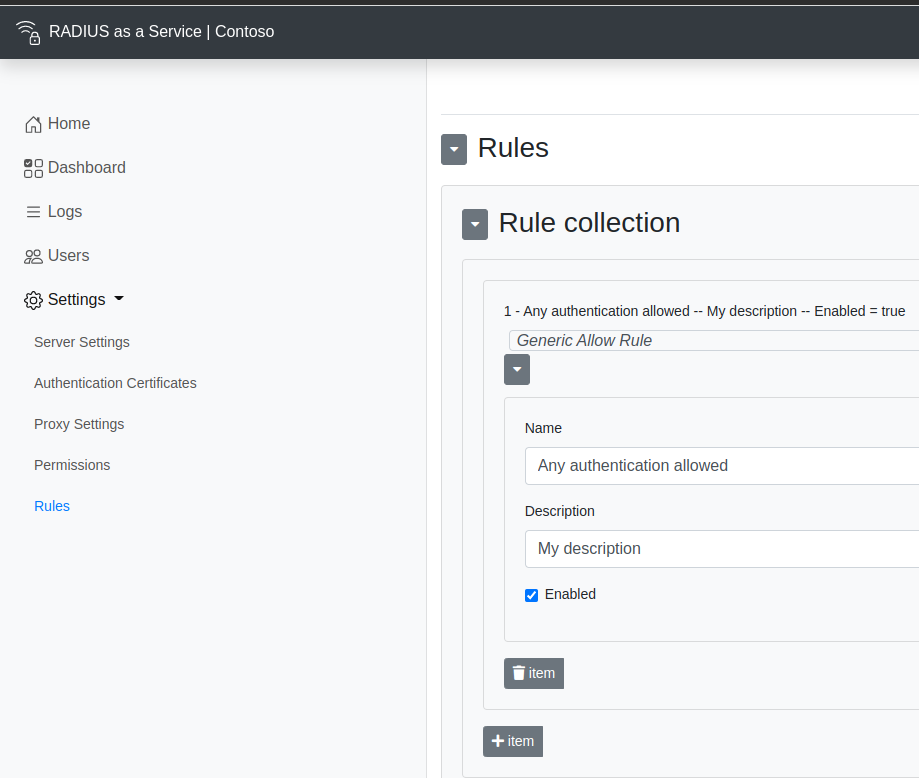 RADIUS as a Service | Contoso
Home
Dashboard
Logs
Users
Settings
Server Settings
Authentication Certificates
Proxy Settings
Permissions
Rules
Rules
Rule collection
1 - Any authentication allowed -- My description -- Enabled = true
Generic Allow Rule
Name
Any authentication allowed
Description
My description
Enabled
item
item